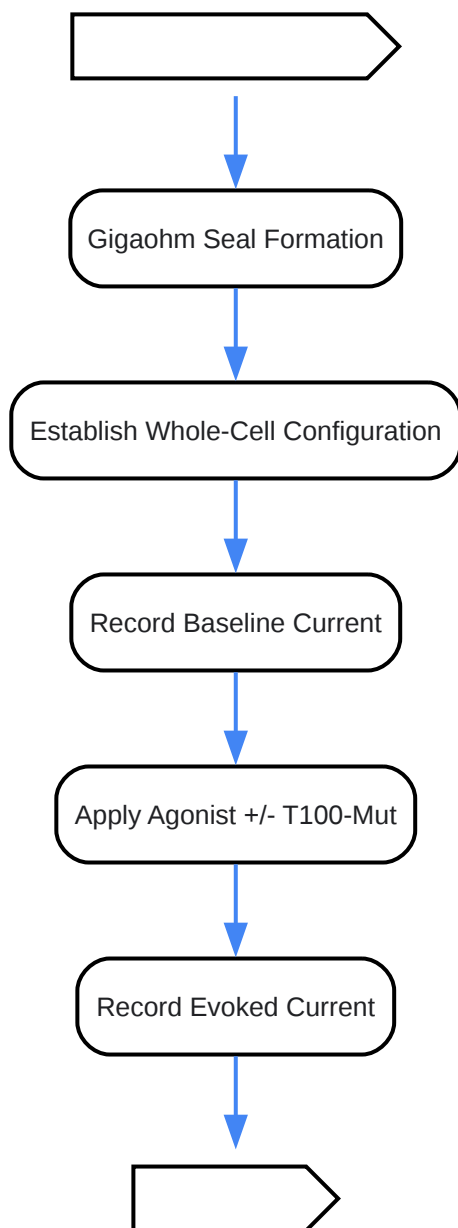 Gigaohm Seal Formation
Establish Whole-Cell Configuration
Record Baseline Current
Apply Agonist +/- T100-Mut
Record Evoked Current